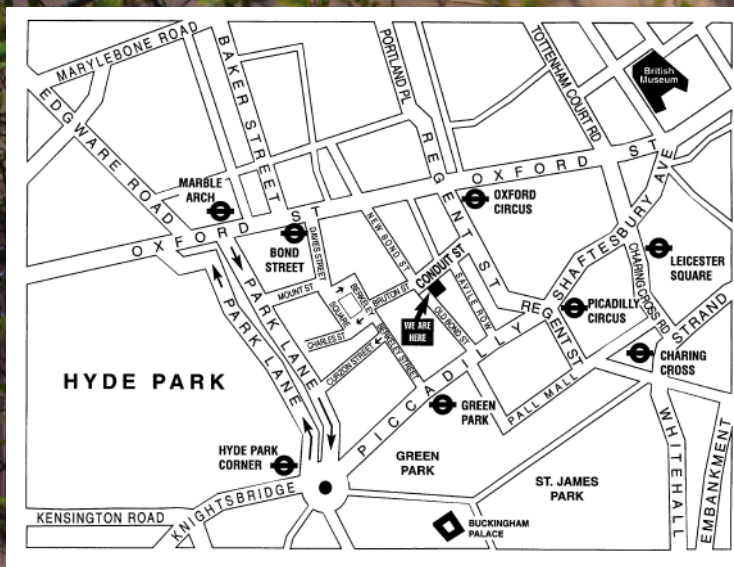 MARYLEBONE ROAD
BAKER STREET
PORTLAND PL
TOTTENHAM COURT RD
British
Museum
EDGWARE ROAD
REGENT ST
OXFORD ST
SHAFTESBURY AVE
MARBLE
ARCH
OXFORD
CIRCUS
OXFORD ST
BOND
STREET
DAVIES STREET
NEW BOND ST
CONDUIT ST
SAVILE ROW
LEICESTER
SQUARE
CHARING CROSS RD
MOUNT ST
BERKELEY
SQUARE
BRUTON ST
OLD BOND ST
WE ARE
HERE
REGENT ST
PICADILLY
CIRCUS
STRAND
PARK LANE
PARK LANE
CHARLES ST
CURZON STREET
BERKELEY STREET
PICCADILLY
CHARING
CROSS
HYDE PARK
PALL MALL
GREEN
PARK
HYDE PARK
CORNER
GREEN
PARK
ST. JAMES
PARK
WHITEHALL
EMBANKMENT
KNIGHTSBRIDGE
KENSINGTON ROAD
BUCKINGHAM
PALACE